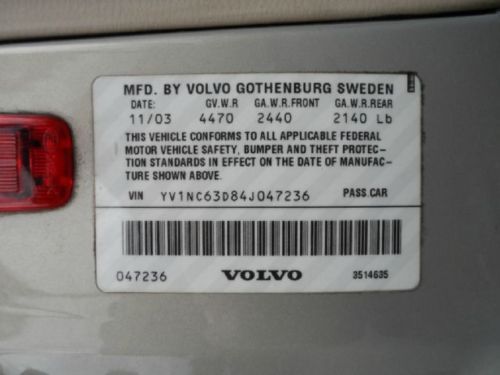 MFD. BY VOLVO GOTHENBURG SWEDEN
DATE: GV.W.R GA.W.R.FRONT GA.W.R.REAR
11/03 4470 2440 2140 Lb
THIS VEHICLE CONFORMS TO ALL APPLICABLE FEDERAL
MOTOR VEHICLE SAFETY, BUMPER AND THEFT PROTEC-
TION STANDARDS IN EFFECT ON THE DATE OF MANUFAC-
TURE SHOWN ABOVE.
VIN YV1NC63D84J047236 PASS.CAR
047236 VOLVO 3514635